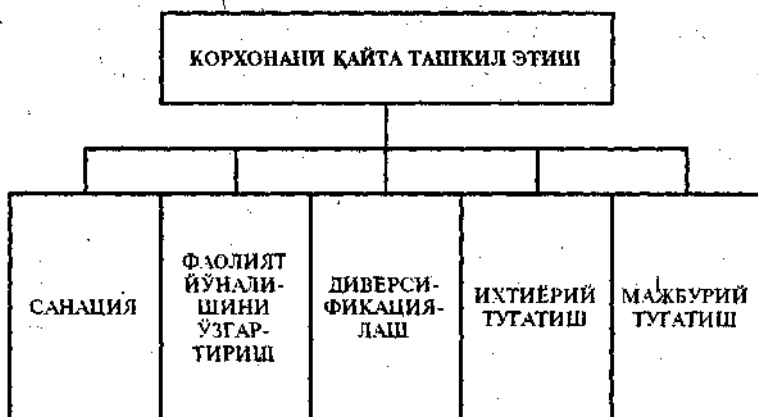 КОРХОНАНИ ҚАЙТА ТАШКИЛ ЭТИШ
САНАЦИЯ
ФАОЛИЯТ
ЙЎНАЛИ-
ШИНИ
ЎЗГАР-
ТИРИШ
ДИВЕРСИ-
ФИКАЦИЯ-
ЛАШ
ИХТИЁРИЙ
ТУГАТИШ
МАЖБУРИЙ
ТУГАТИШ